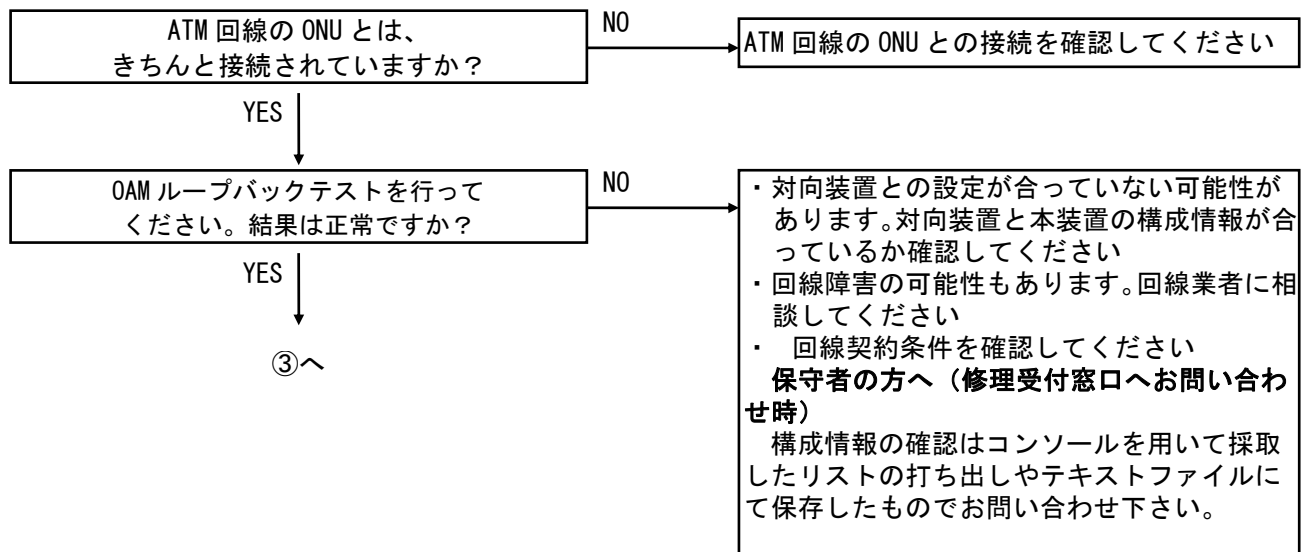 ATM 回線の ONU とは、
きちんと接続されていますか？
NO
ATM 回線の ONU との接続を確認してください
YES
OAM ループバックテストを行って
ください。結果は正常ですか？
NO
・対向装置との設定が合っていない可能性が
あります。対向装置と本装置の構成情報が合
っているか確認してください
・回線障害の可能性もあります。回線業者に相
談してください
・ 回線契約条件を確認してください
保守者の方へ（修理受付窓口へお問い合わ
せ時）
構成情報の確認はコンソールを用いて採取
したリストの打ち出しやテキストファイルに
て保存したものでお問い合わせ下さい。
YES
③へ